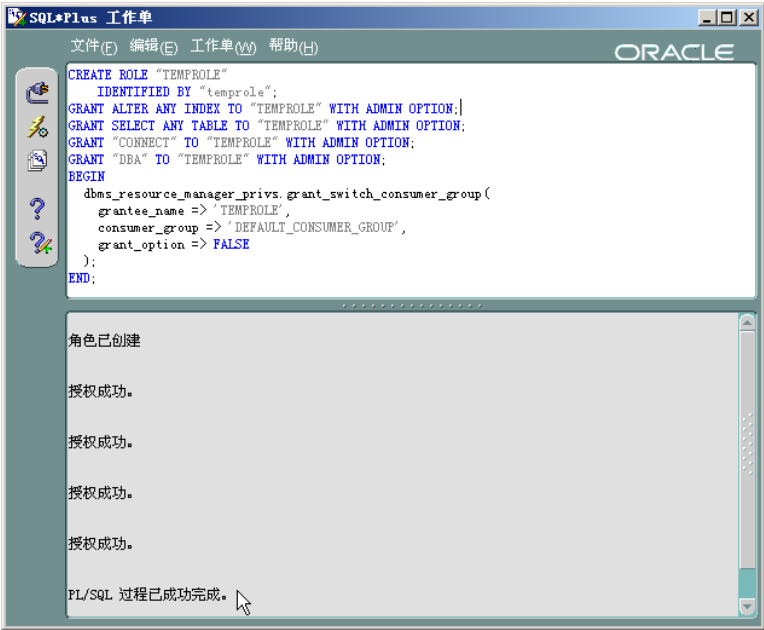 SQL*Plus 工作单
文件(F) 编辑(E) 工作单(W) 帮助(H)
ORACLE
CREATE ROLE "TEMPROLE"
IDENTIFIED BY "temprole";
GRANT ALTER ANY INDEX TO "TEMPROLE" WITH ADMIN OPTION;
GRANT SELECT ANY TABLE TO "TEMPROLE" WITH ADMIN OPTION;
GRANT "CONNECT" TO "TEMPROLE" WITH ADMIN OPTION;
GRANT "DBA" TO "TEMPROLE" WITH ADMIN OPTION;
BEGIN
dbms_resource_manager_privs.grant_switch_consumer_group(
grantee_name => 'TEMPROLE',
consumer_group => 'DEFAULT_CONSUMER_GROUP',
grant_option => FALSE
);
END;
角色已创建
授权成功。
授权成功。
授权成功。
授权成功。
PL/SQL 过程已成功完成。